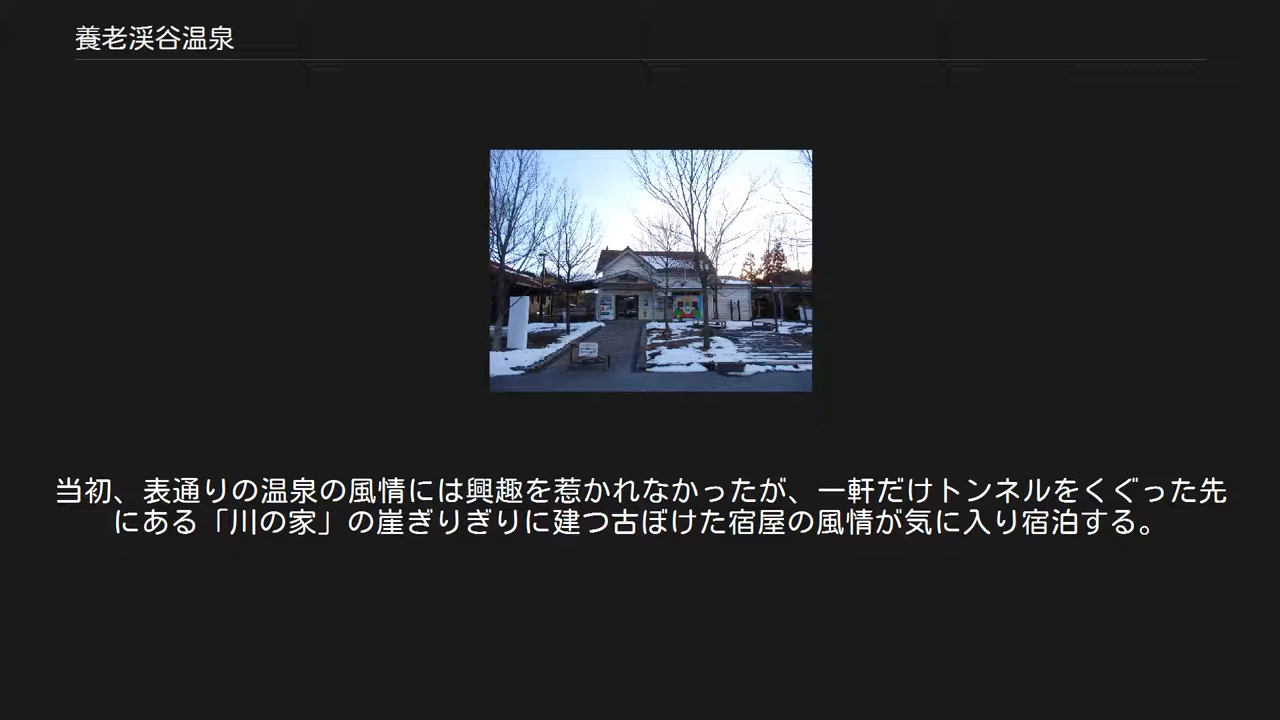 養老渓谷温泉
当初、表通りの温泉の風情には興趣を惹かれなかったが、一軒だけトンネルをくぐった先
にある「川の家」の崖ぎりぎりに建つ古ぼけた宿屋の風情が気に入り宿泊する。